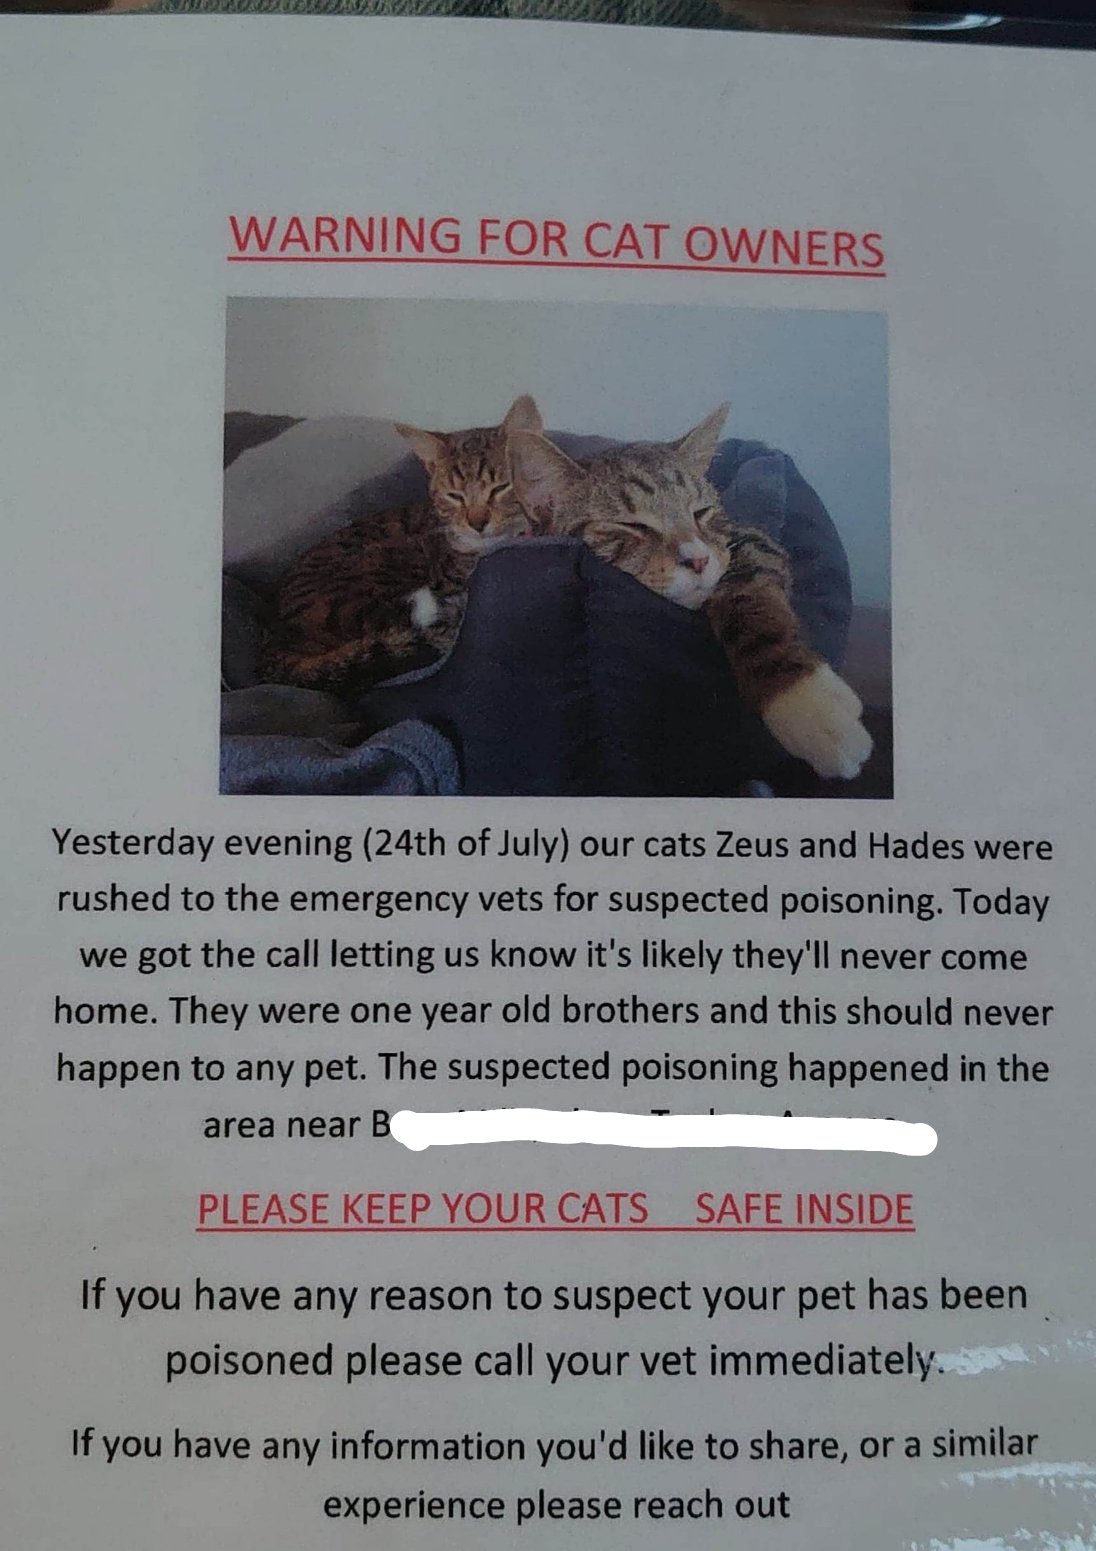 WARNING FOR CAT OWNERS
Yesterday evening (24th of July) our cats Zeus and Hades were
rushed to the emergency vets for suspected poisoning. Today
we got the call letting us know it's likely they'll never come
home. They were one year old brothers and this should never
happen to any pet. The suspected poisoning happened in the
area near B
PLEASE KEEP YOUR CATS SAFE INSIDE
If you have any reason to suspect your pet has been
poisoned please call your vet immediately.
If you have any information you'd like to share, or a similar
experience please reach out